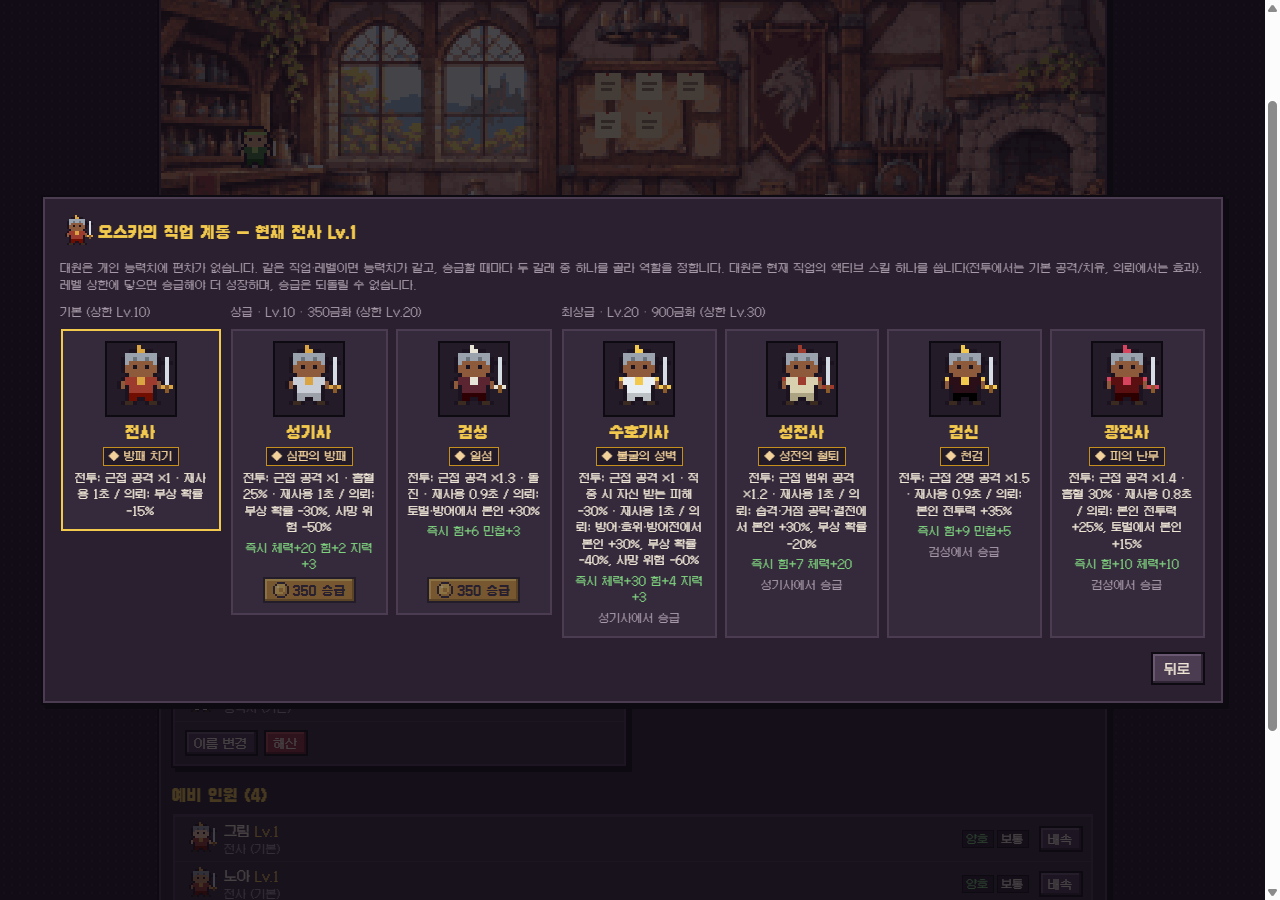 오스카의 직업 계통 — 현재 전사 Lv.1
대원은 개인 능력치에 편차가 없습니다. 같은 직업·레벨이면 능력치가 같고, 승급할 때마다 두 갈래 중 하나를 골라 역할을 정합니다. 대원은 현재 직업의 액티브 스킬 하나를 씁니다(전투에서는 기본 공격/치유, 의뢰에서는 효과).
레벨 상한에 닿으면 승급해야 더 성장하며, 승급은 되돌릴 수 없습니다.
기본 (상한 Lv.10)
전사
◆ 방패 치기
전투: 근접 공격 ×1 · 재사
용 1초 / 의뢰: 부상 확률
-15%
상급 · Lv.10 · 350금화 (상한 Lv.20)
성기사
◆ 심판의 방패
전투: 근접 공격 ×1 · 흡혈
25% · 재사용 1초 / 의뢰:
부상 확률 -30%, 사망 위
험 -50%
즉시 체력+20 힘+2 지력
+3
350 승급
검성
◆ 일섬
전투: 근접 공격 ×1.3 · 돌
진 · 재사용 0.9초 / 의뢰:
토벌·방어에서 본인 +30%
즉시 힘+6 민첩+3
350 승급
최상급 · Lv.20 · 900금화 (상한 Lv.30)
수호기사
◆ 불굴의 성벽
전투: 근접 공격 ×1 · 적
중 시 자신 받는 피해
-30% · 재사용 1초 / 의
뢰: 방어·호위·방어전에서
본인 +30%, 부상 확률
-40%, 사망 위험 -60%
즉시 체력+30 힘+4 지력
+3
성기사에서 승급
성전사
◆ 성전의 철퇴
전투: 근접 범위 공격
×1.2 · 재사용 1초 / 의
뢰: 습격·거점 공략·결전에
서 본인 +30%, 부상 확률
-20%
즉시 힘+7 체력+20
성기사에서 승급
검신
◆ 천검
전투: 근접 2명 공격 ×1.5
· 재사용 0.9초 / 의뢰:
본인 전투력 +35%
즉시 힘+9 민첩+5
검성에서 승급
광전사
◆ 피의 난무
전투: 근접 공격 ×1.4 ·
흡혈 30% · 재사용 0.8초
/ 의뢰: 본인 전투력
+25%, 토벌에서 본인
+15%
즉시 힘+10 체력+10
검성에서 승급
뒤로
이름 변경
해산
예비 인원 (4)
그림 Lv.1
전사 (기본)
양호
보통
배속
노아 Lv.1
전사 (기본)
양호
보통
배속